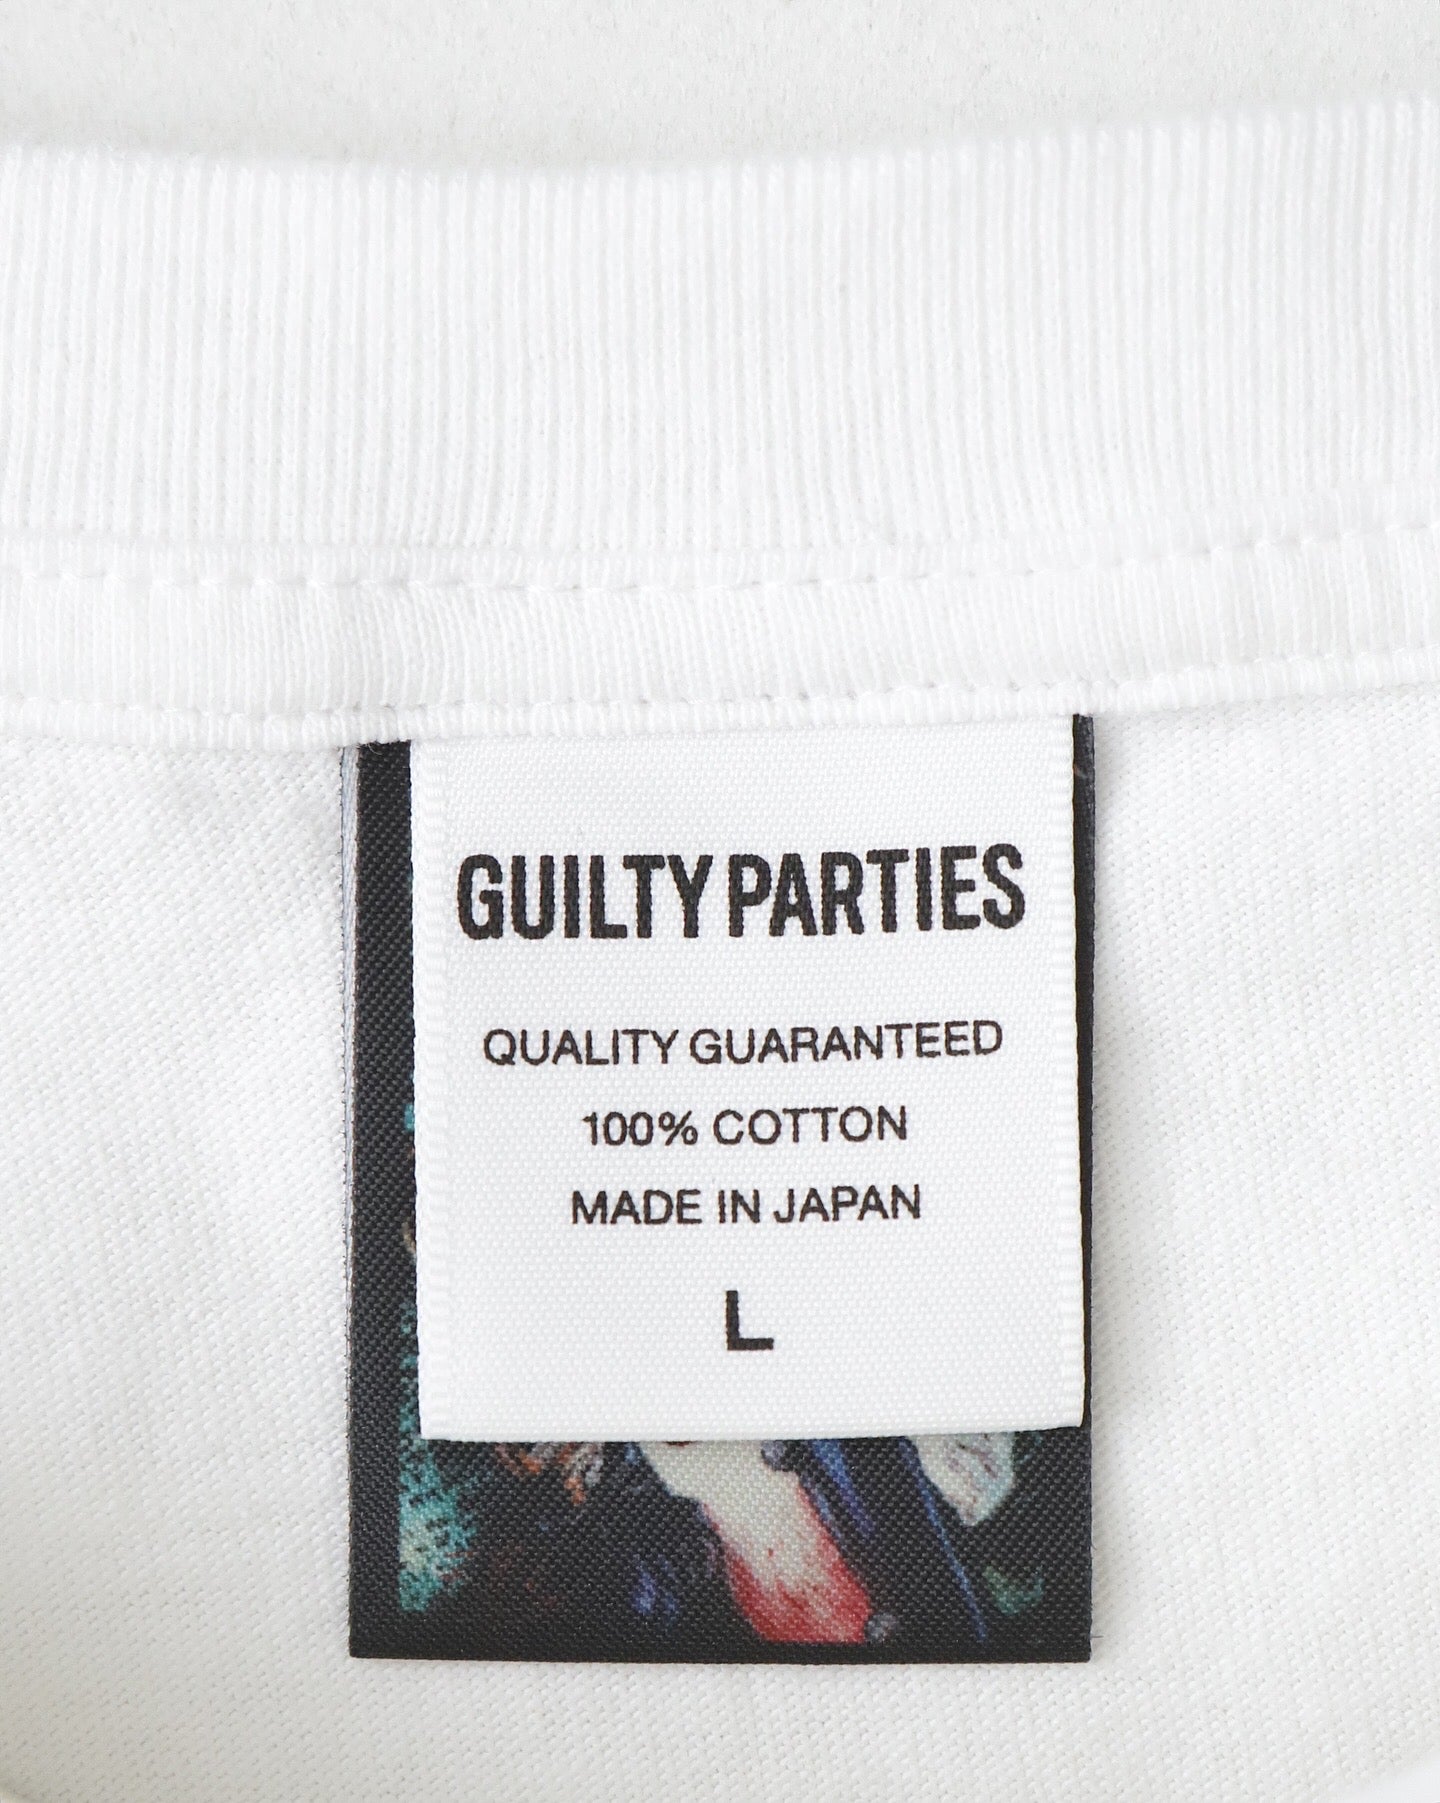 GUILTY PARTIES
QUALITY GUARANTEED
100% COTTON
MADE IN JAPAN
L